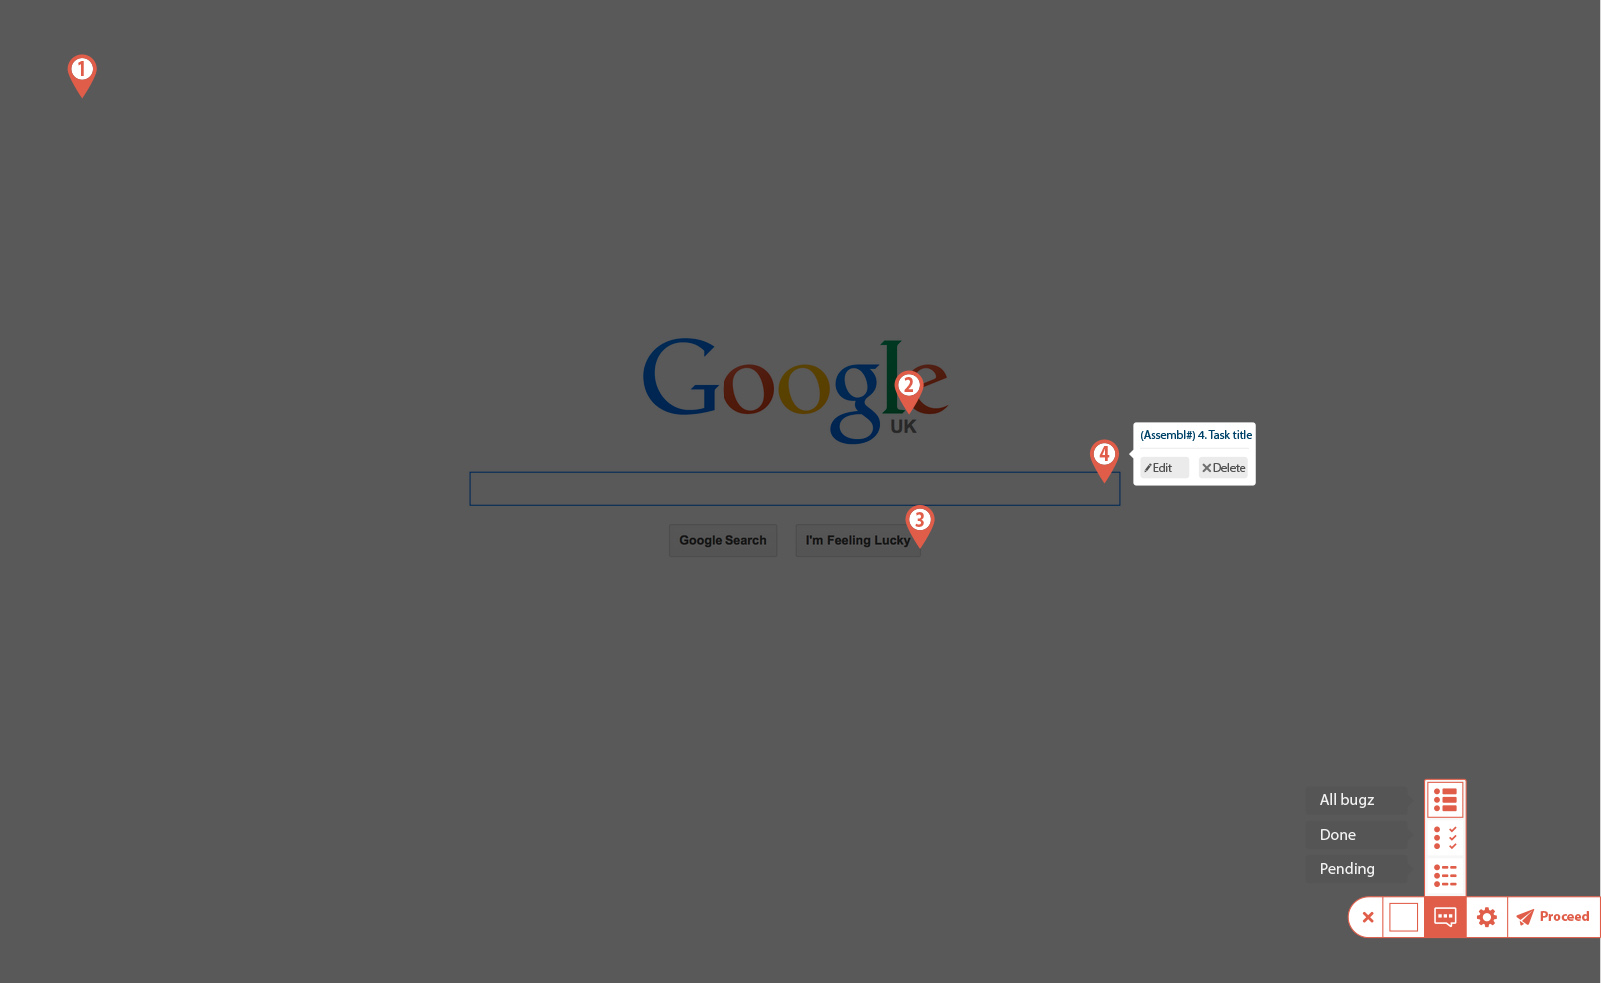 1
Google
2
UK
(Assembl#) 4. Task title
4
Edit
Delete
3
Google Search
I'm Feeling Lucky
All bugz
Done
Pending
Proceed